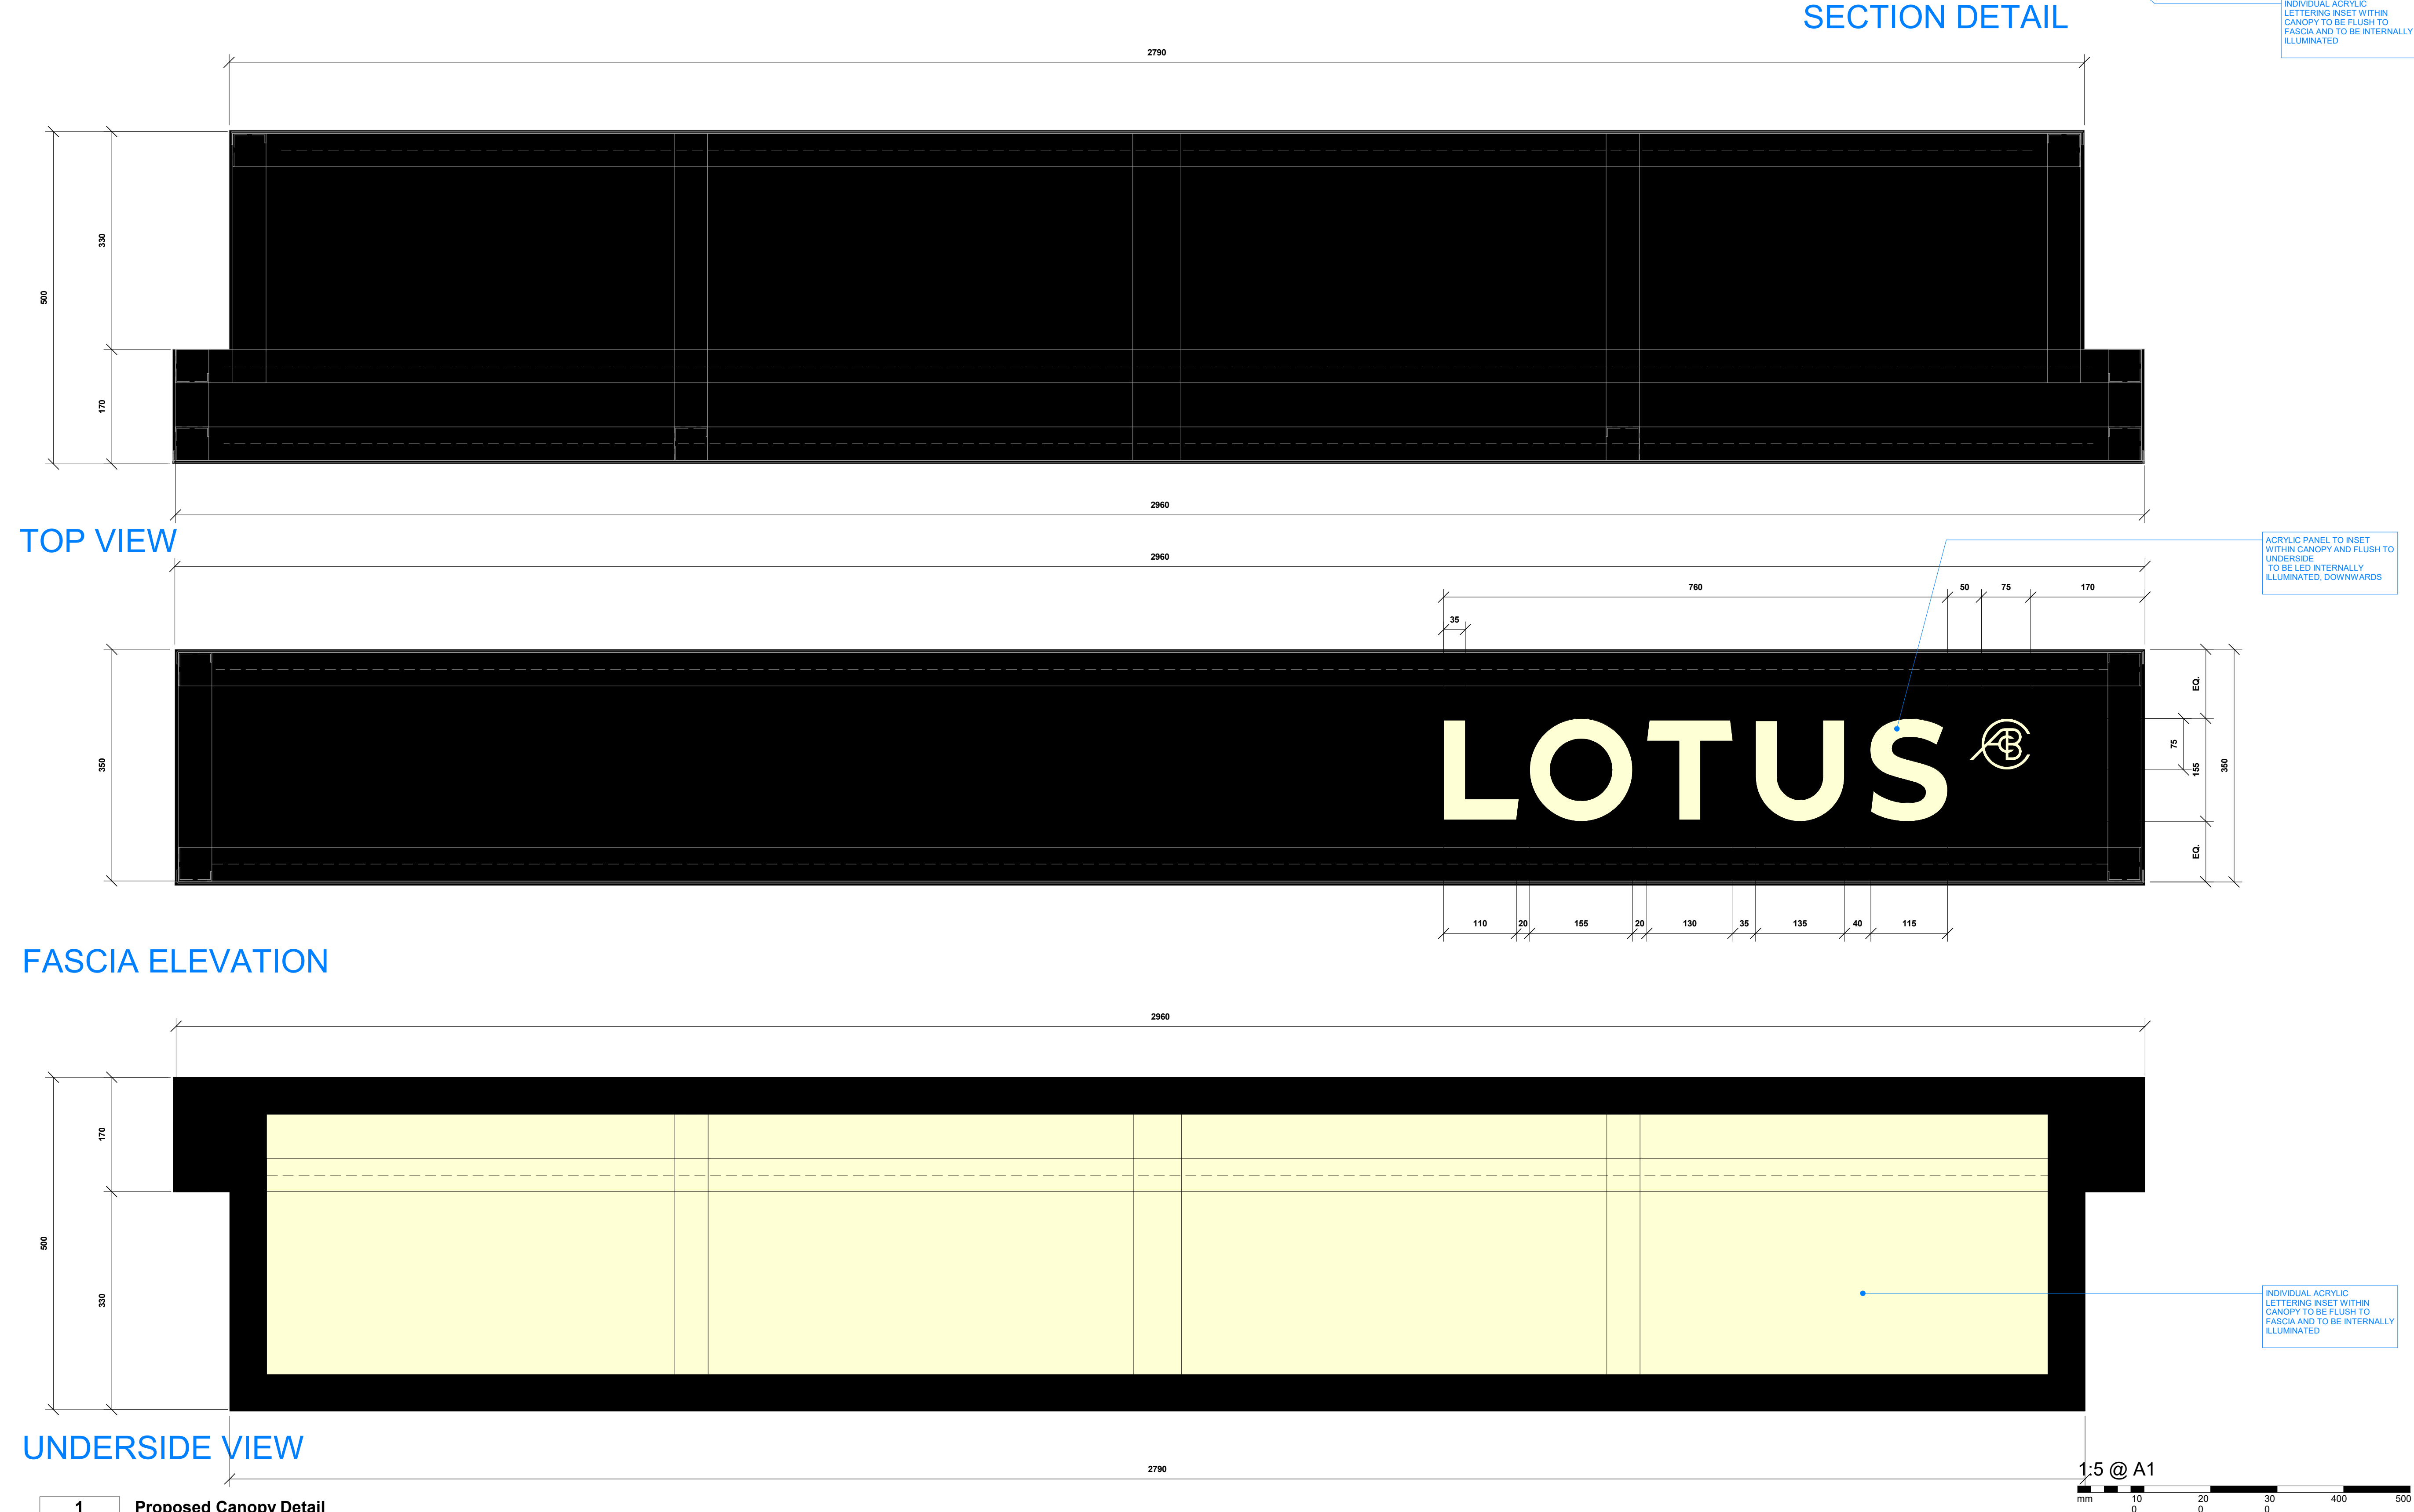 SECTION DETAIL
INDIVIDUAL ACRYLIC
LETTERING INSET WITHIN
CANOPY TO BE FLUSH TO
FASCIA AND TO BE INTERNALLY
ILLUMINATED
2790
330
500
170
2960
TOP VIEW
2960
ACRYLIC PANEL TO INSET
WITHIN CANOPY AND FLUSH TO
UNDERSIDE
TO BE LED INTERNALLY
ILLUMINATED, DOWNWARDS
760
50
75
170
35
EQ.
350
LOTUS
ACBC
75
155
350
EQ.
110
20
155
20
130
35
135
40
115
FASCIA ELEVATION
2960
170
500
330
INDIVIDUAL ACRYLIC
LETTERING INSET WITHIN
CANOPY TO BE FLUSH TO
FASCIA AND TO BE INTERNALLY
ILLUMINATED
UNDERSIDE VIEW
2790
1:5 @ A1
mm
10
0
20
0
30
0
400
500
1
Proposed Canopy Detail